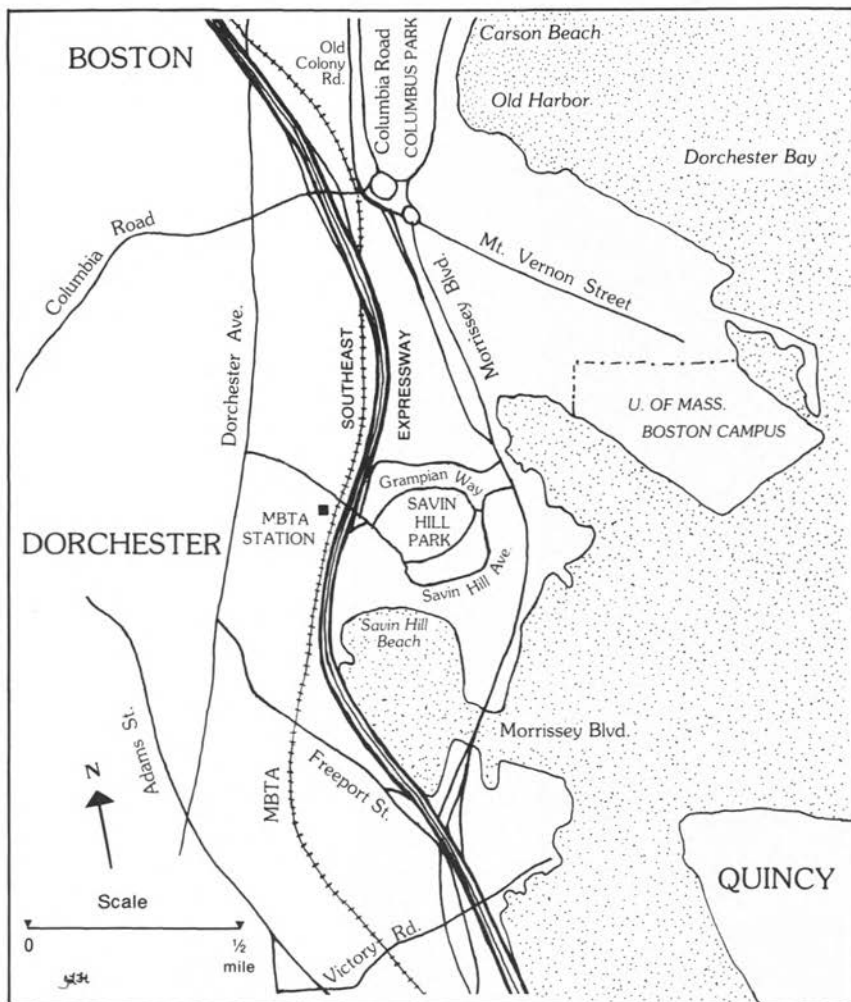 BOSTON
Old
Colony
Rd.
Columbia Road
COLUMBUS PARK
Carson Beach
Old Harbor
Dorchester Bay
Columbia Road
Mt. Vernon Street
Morrissey Blvd.
Dorchester Ave.
SOUTHEAST
EXPRESSWAY
U. OF MASS.
BOSTON CAMPUS
Grampian Way
SAVIN
HILL
PARK
MBTA
STATION
DORCHESTER
Savin Hill Ave.
Savin Hill
Beach
Morrissey Blvd.
Adams St.
Freeport St.
MBTA
N
QUINCY
Scale
0
½
mile
Victory Rd.